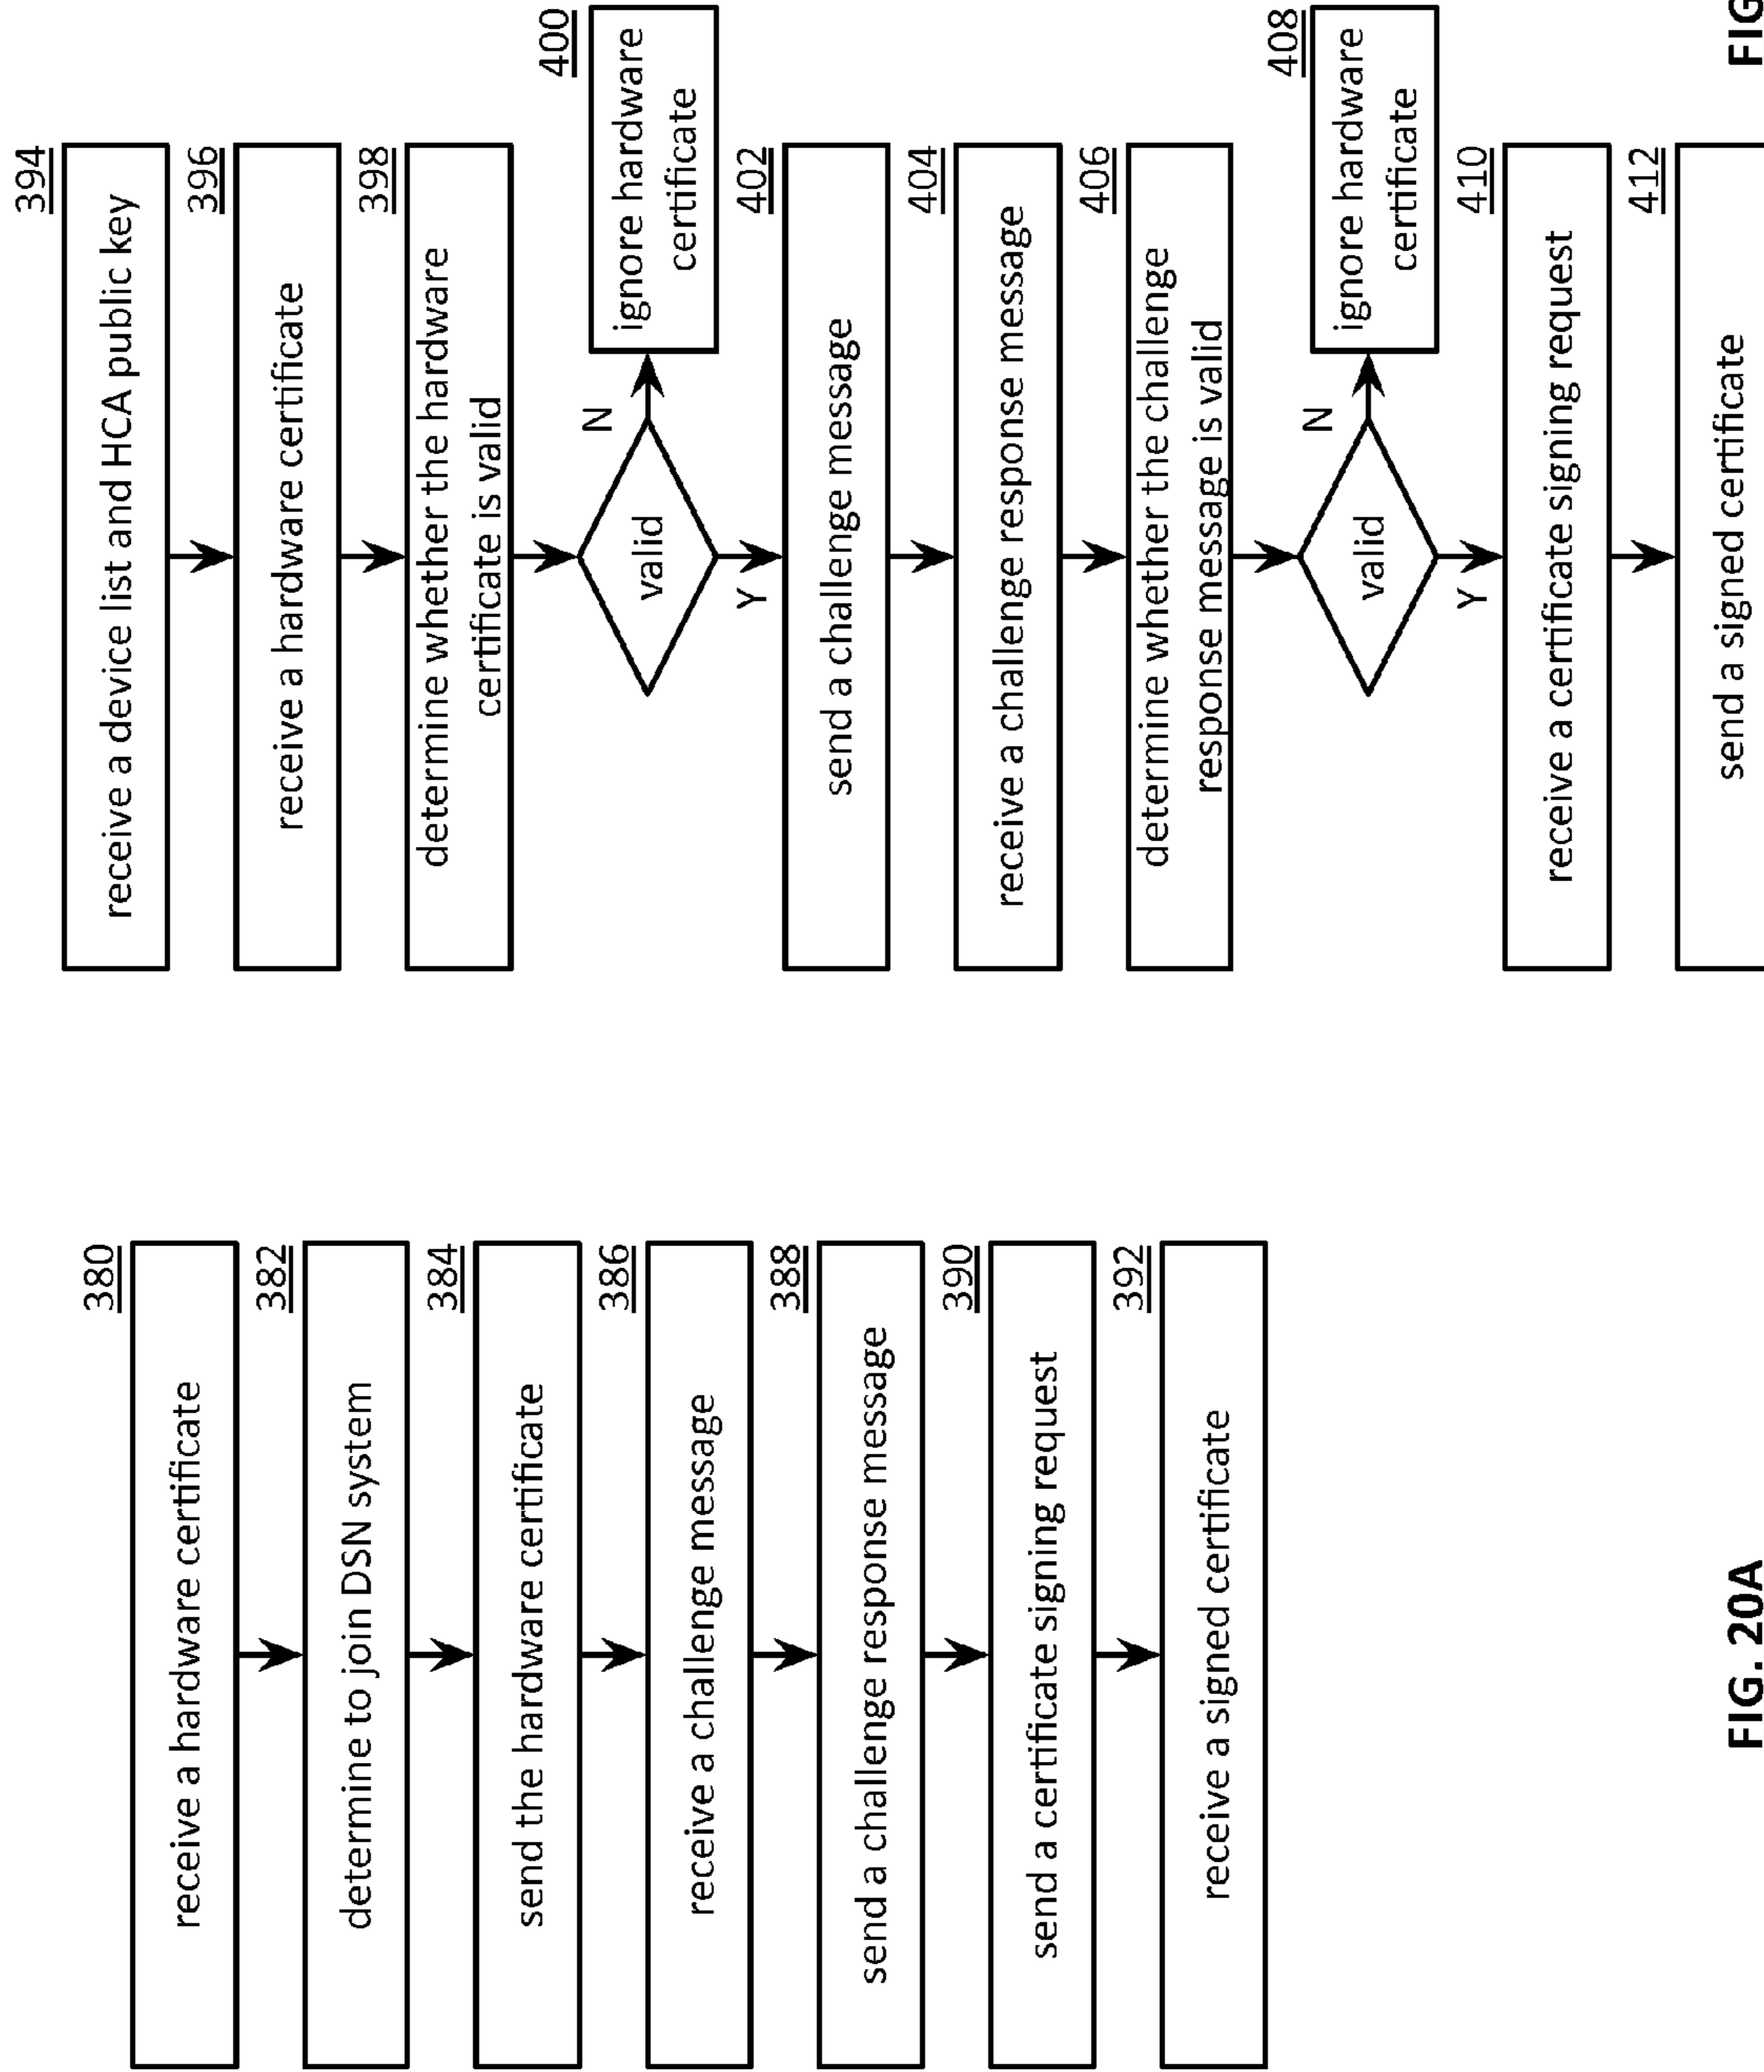 380
receive a hardware certificate
382
determine to join DSN system
384
send the hardware certificate
386
receive a challenge message
388
send a challenge response message
390
send a certificate signing request
392
receive a signed certificate
FIG. 20A
394
receive a device list and HCA public key
396
receive a hardware certificate
398
determine whether the hardware
certificate is valid
valid
N
400
ignore hardware
certificate
Y
402
send a challenge message
404
receive a challenge response message
406
determine whether the challenge
response message is valid
valid
N
408
ignore hardware
certificate
Y
410
receive a certificate signing request
412
send a signed certificate
FIG